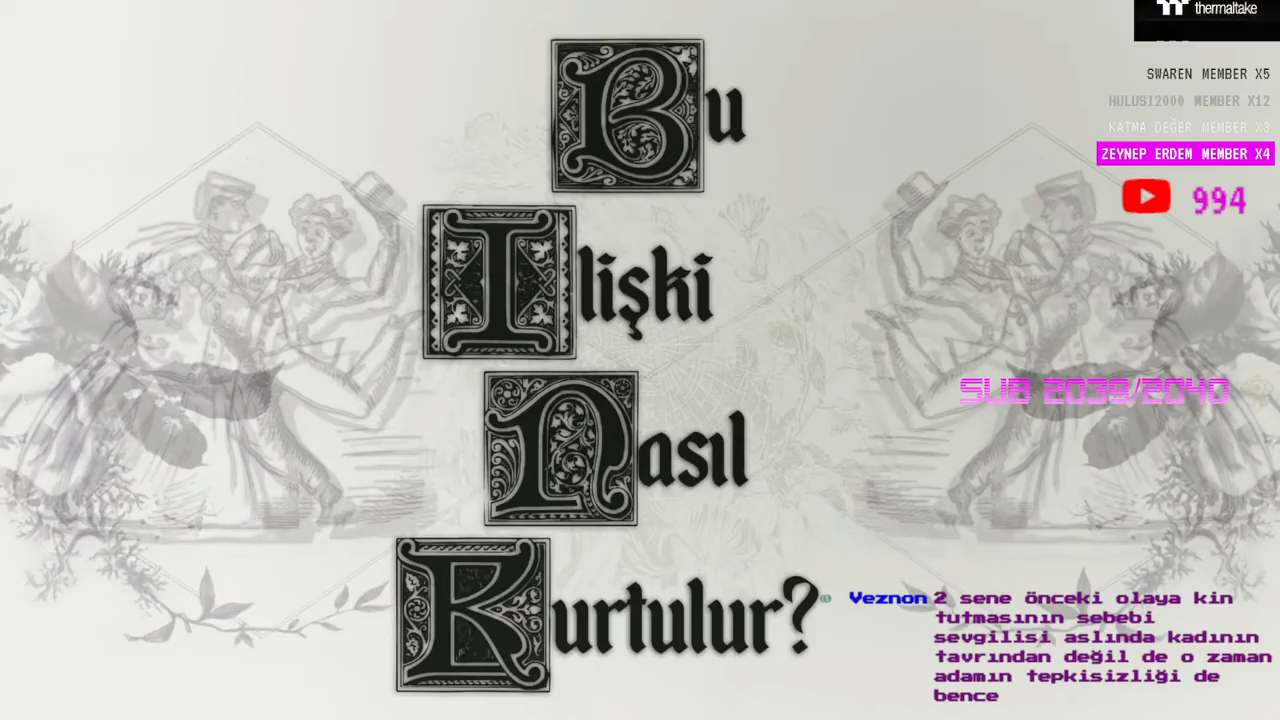 thermaltake
SWAREN MEMBER X5
HULUSI2000 MEMBER X12
KATMA DEĞER MEMBER X3
ZEYNEP ERDEM MEMBER X4
994
Bu
İlişki
Nasıl
Kurtulur?
SUB 2039/2040
Veznon 2 sene önceki olaya kin
tutmasının sebebi
sevgilisi aslında kadının
tavrından değil de o zaman
adamın tepkisizliği de
bence